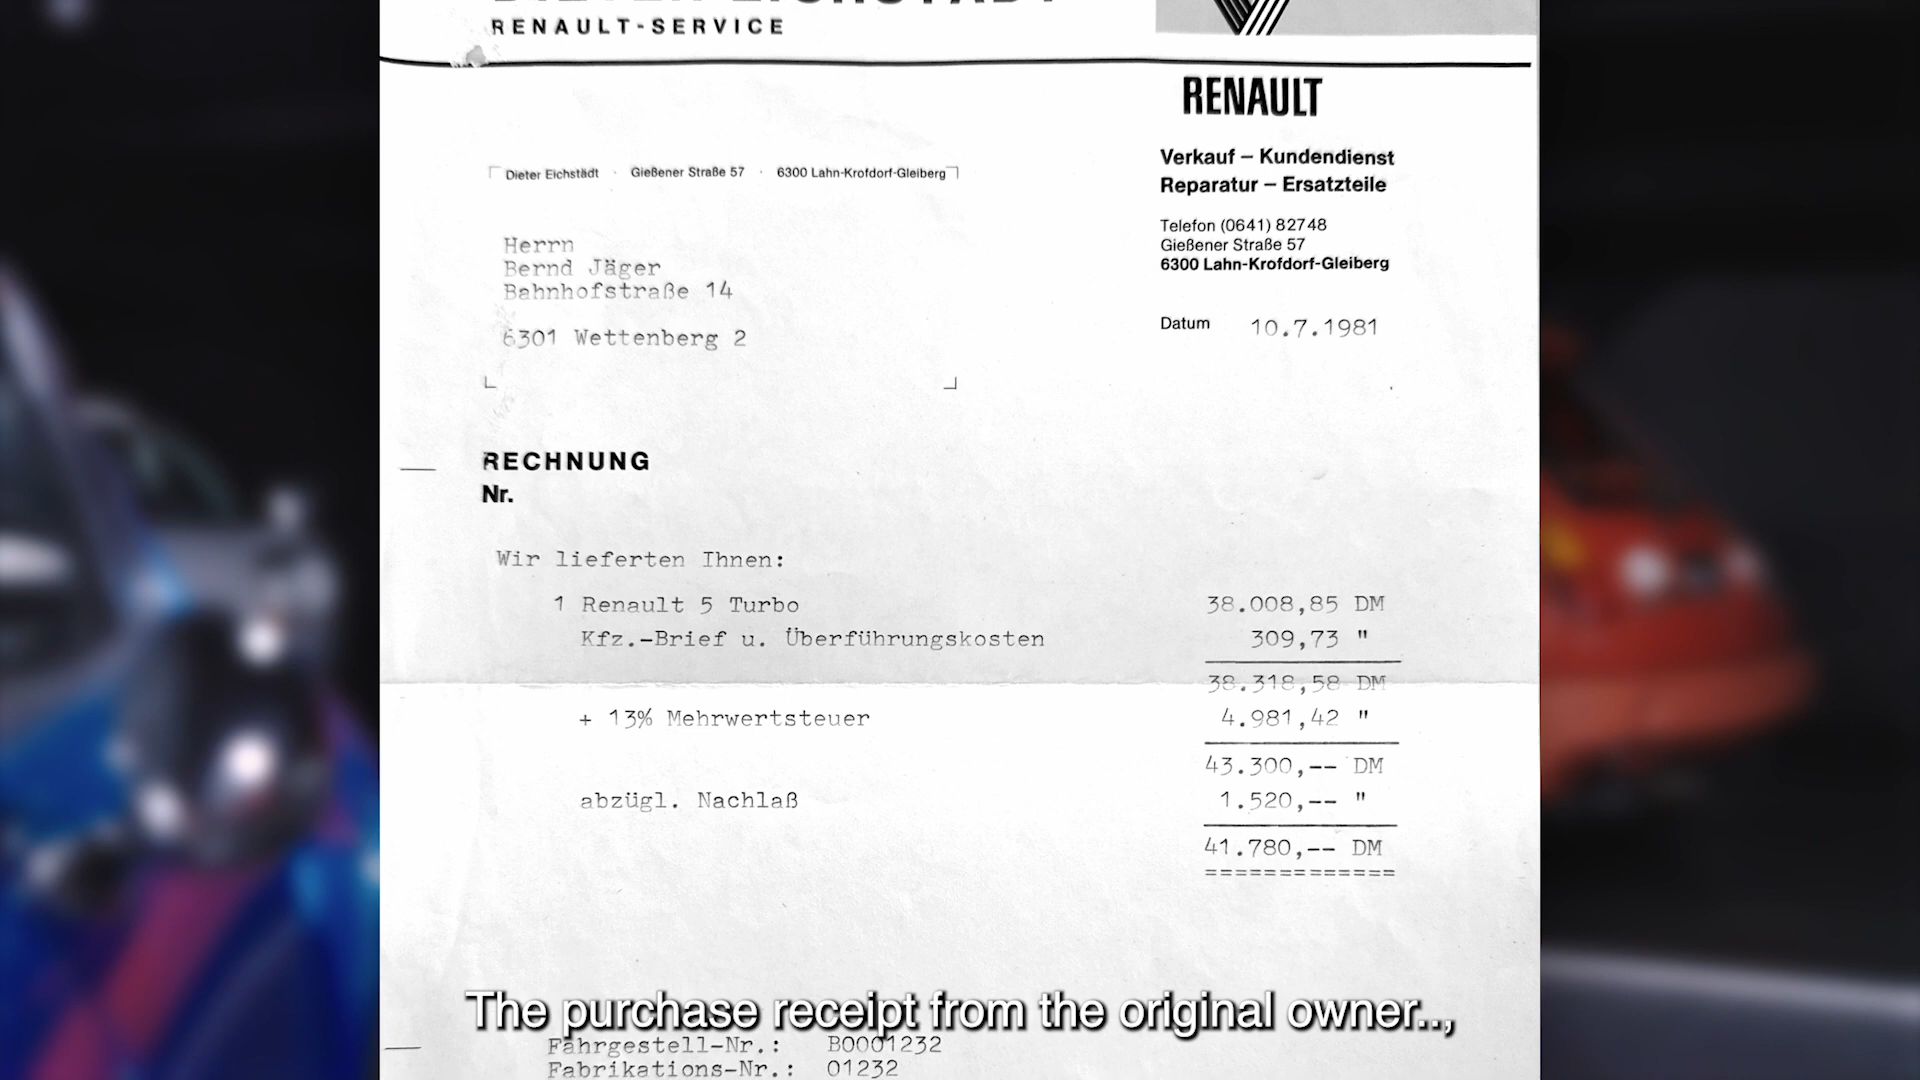 RENAULT-SERVICE
RENAULT
Verkauf – Kundendienst
Reparatur – Ersatzteile
Telefon (0641) 82748
Gießener Straße 57
6300 Lahn-Krofdorf-Gleiberg
Datum 10.7.1981
Dieter Eichstädt · Gießener Straße 57 · 6300 Lahn-Krofdorf-Gleiberg
Herrn
Bernd Jäger
Bahnhofstraße 14
6301 Wettenberg 2
RECHNUNG
Nr.
Wir lieferten Ihnen:
1 Renault 5 Turbo 38.008,85 DM
Kfz.-Brief u. Überführungskosten 309,73 "
38.318,58 DM
+ 13% Mehrwertsteuer 4.981,42 "
43.300,-- DM
abzügl. Nachlaß 1.520,-- "
41.780,-- DM
=============
The purchase receipt from the original owner..,
Fahrgestell-Nr.: B0001232
Fabrikations-Nr.: 01232